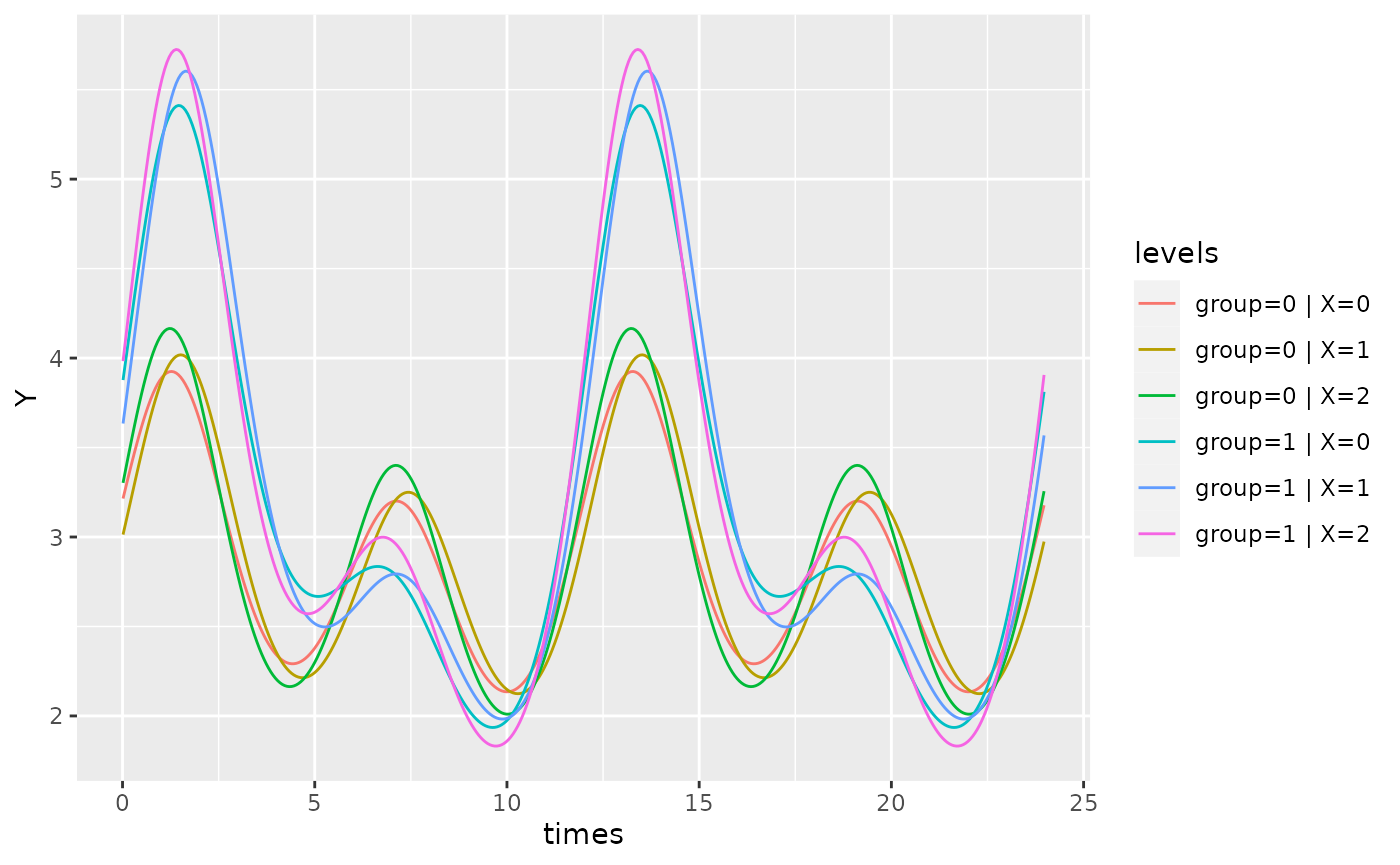 Y
5
4
3
2
0 5 10 15 20 25
times
levels
group=0 | X=0
group=0 | X=1
group=0 | X=2
group=1 | X=0
group=1 | X=1
group=1 | X=2